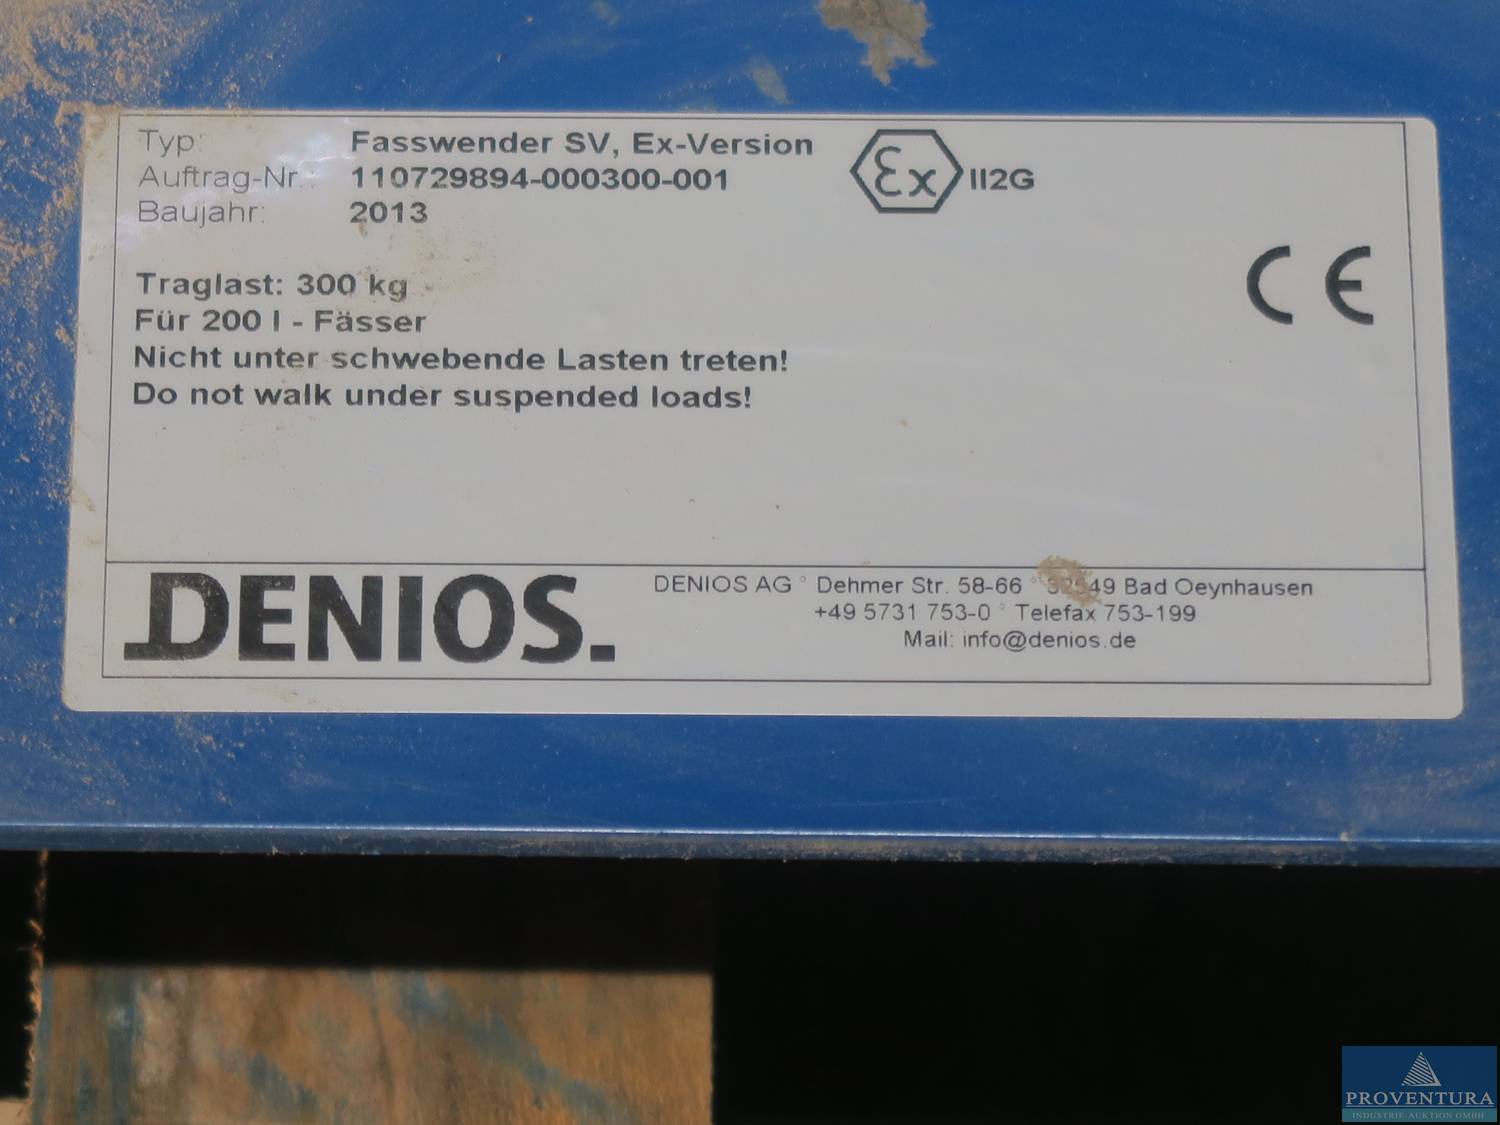 Typ: Fasswender SV, Ex-Version
Auftrag-Nr.: 110729894-000300-001
Baujahr: 2013
Ex II2G
CE
Traglast: 300 kg
Für 200 l - Fässer
Nicht unter schwebende Lasten treten!
Do not walk under suspended loads!
DENIOS.
DENIOS AG ° Dehmer Str. 58-66 ° 32549 Bad Oeynhausen
+49 5731 753-0 ° Telefax 753-199
Mail: info@denios.de
PROVENTURA
INDUSTRIE-AUKTION GMBH